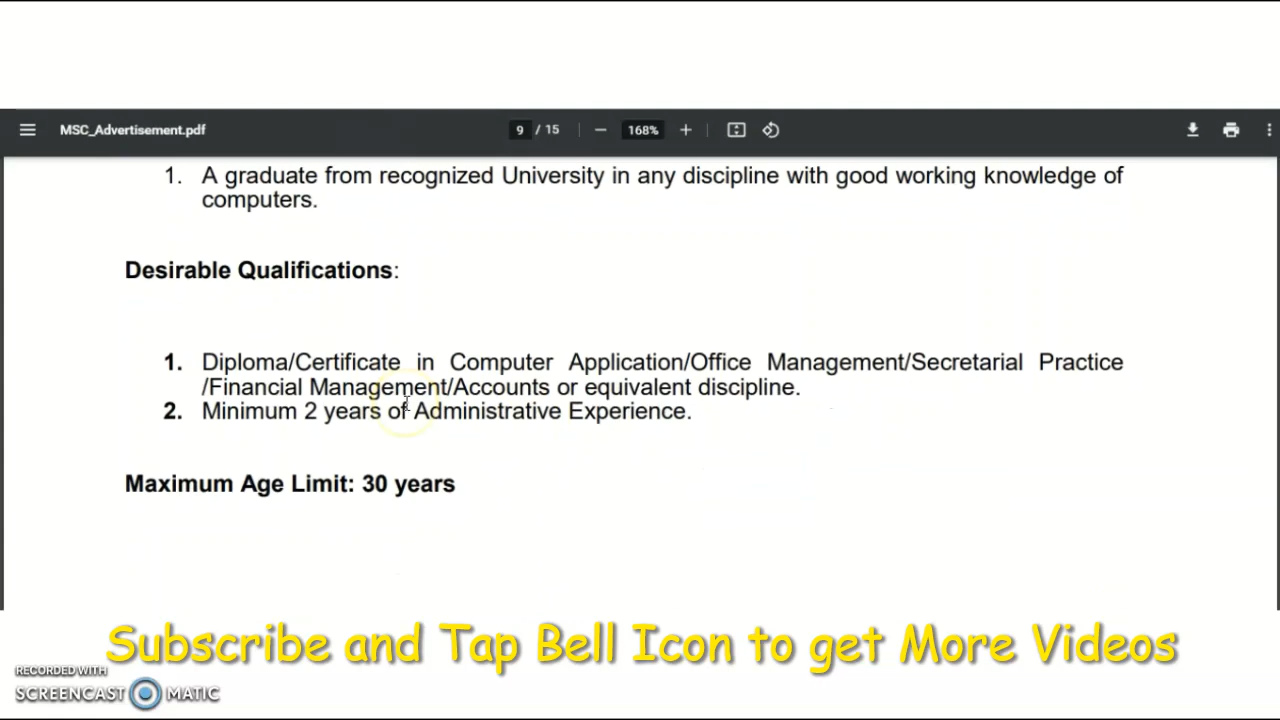 MSC_Advertisement.pdf 9 / 15 168%
1. A graduate from recognized University in any discipline with good working knowledge of
computers.
Desirable Qualifications:
1. Diploma/Certificate in Computer Application/Office Management/Secretarial Practice
/Financial Management/Accounts or equivalent discipline.
2. Minimum 2 years of Administrative Experience.
Maximum Age Limit: 30 years
Subscribe and Tap Bell Icon to get More Videos
RECORDED WITH
SCREENCAST MATIC